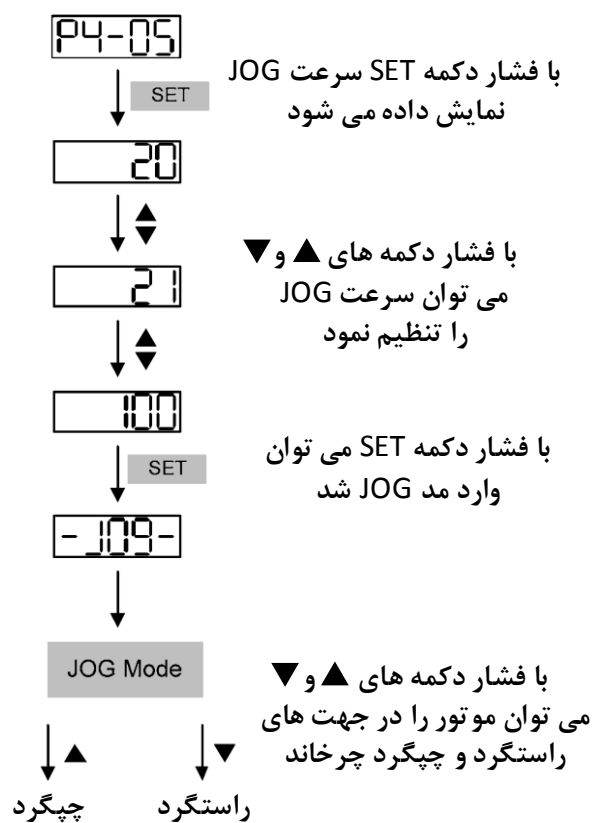 P4-05
با فشار دکمه SET سرعت JOG
نمایش داده می شود
SET
20
با فشار دکمه های ▲ و ▼
می توان سرعت JOG
را تنظیم نمود
21
100
با فشار دکمه SET می توان
وارد مد JOG شد
SET
-JOG-
JOG Mode
با فشار دکمه های ▲ و ▼
می توان موتور را در جهت های
راستگرد و چپگرد چرخاند
چپگرد
راستگرد